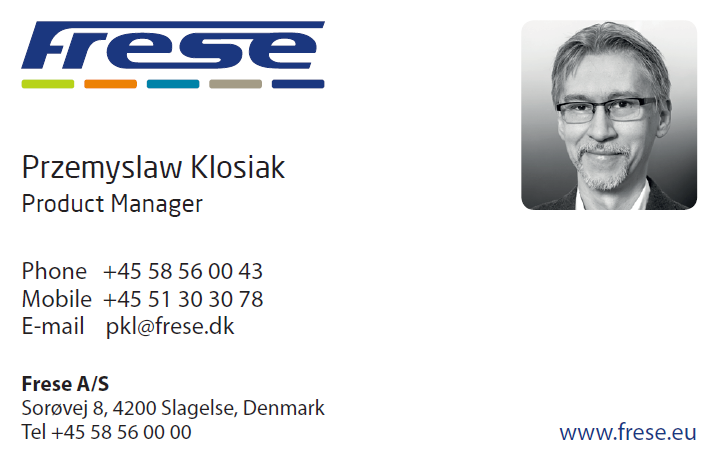 Frese
Przemyslaw Klosiak
Product Manager
Phone +45 58 56 00 43
Mobile +45 51 30 30 78
E-mail pkl@frese.dk
Frese A/S
Sorøvej 8, 4200 Slagelse, Denmark
Tel +45 58 56 00 00
www.frese.eu